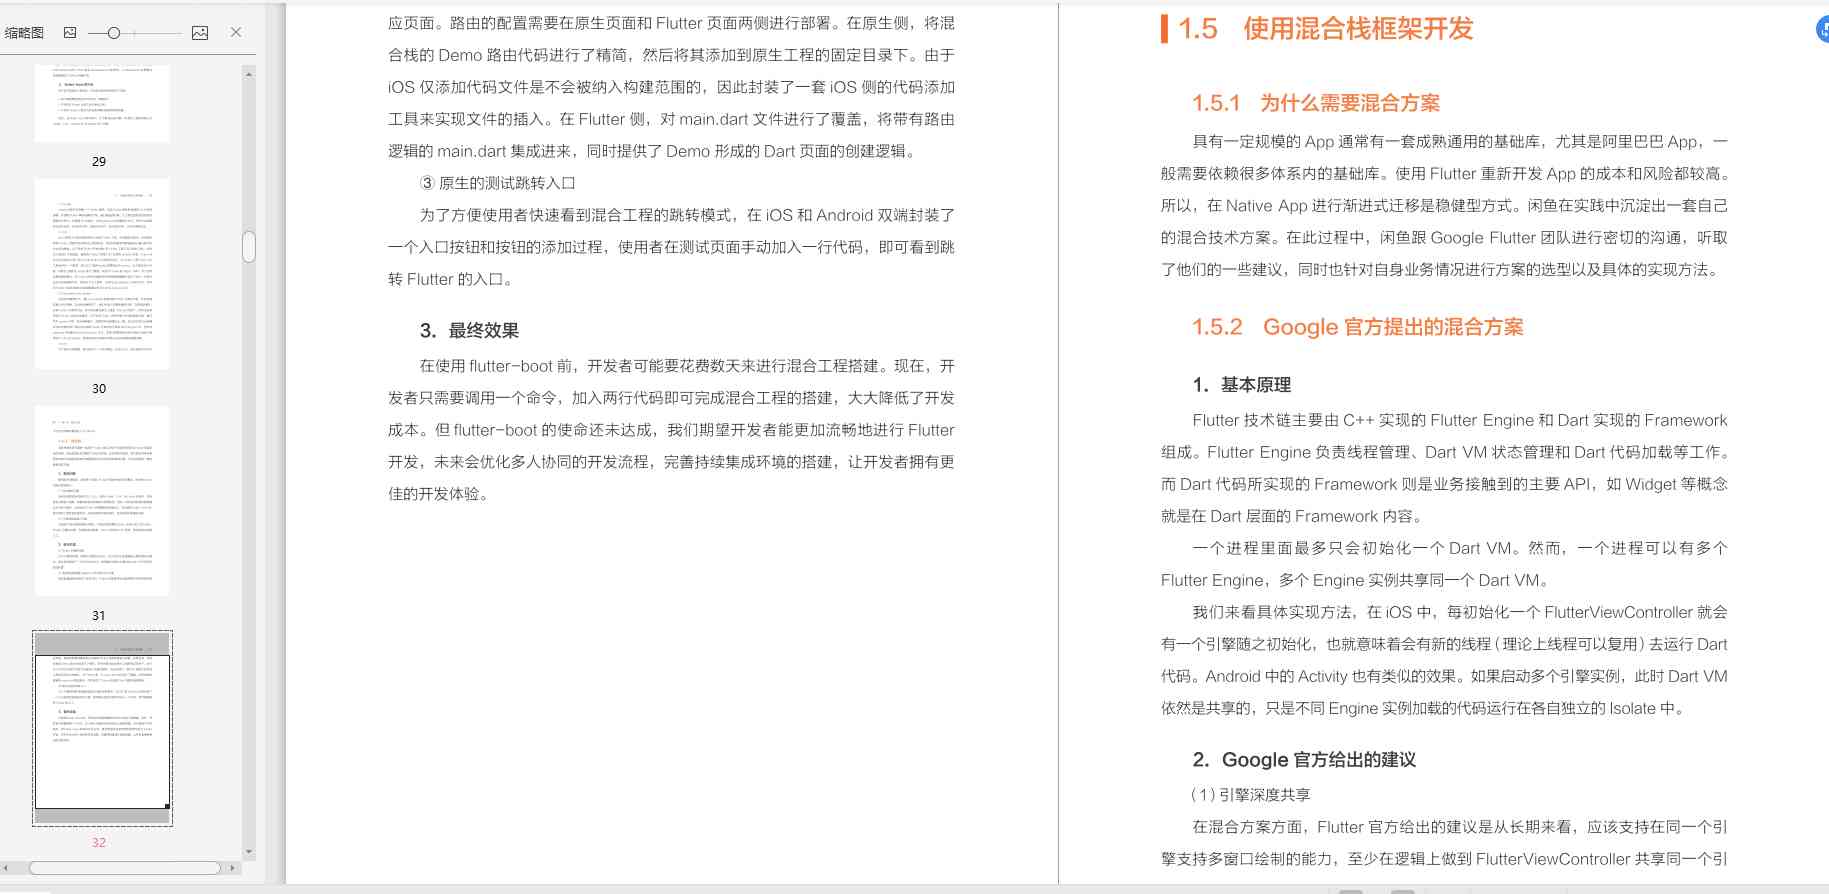 缩略图
29
30
31
32
应页面。路由的配置需要在原生页面和 Flutter 页面两侧进行部署。在原生侧，将混
合栈的 Demo 路由代码进行了精简，然后将其添加到原生工程的固定目录下。由于
iOS 仅添加代码文件是不会被纳入构建范围的，因此封装了一套 iOS 侧的代码添加
工具来实现文件的插入。在 Flutter 侧，对 main.dart 文件进行了覆盖，将带有路由
逻辑的 main.dart 集成进来，同时提供了 Demo 形成的 Dart 页面的创建逻辑。
③ 原生的测试跳转入口
为了方便使用者快速看到混合工程的跳转模式，在 iOS 和 Android 双端封装了
一个入口按钮和按钮的添加过程，使用者在测试页面手动加入一行代码，即可看到跳
转 Flutter 的入口。
3. 最终效果
在使用 flutter-boot 前，开发者可能要花费数天来进行混合工程搭建。现在，开
发者只需要调用一个命令，加入两行代码即可完成混合工程的搭建，大大降低了开发
成本。但 flutter-boot 的使命还未达成，我们期望开发者能更加流畅地进行 Flutter
开发，未来会优化多人协同的开发流程，完善持续集成环境的搭建，让开发者拥有更
佳的开发体验。
1.5 使用混合栈框架开发
1.5.1 为什么需要混合方案
具有一定规模的 App 通常有一套成熟通用的基础库，尤其是阿里巴巴 App，一
般需要依赖很多体系内的基础库。使用 Flutter 重新开发 App 的成本和风险都较高。
所以，在 Native App 进行渐进式迁移是稳健型方式。闲鱼在实践中沉淀出一套自己
的混合技术方案。在此过程中，闲鱼跟 Google Flutter 团队进行密切的沟通，听取
了他们的一些建议，同时也针对自身业务情况进行方案的选型以及具体的实现方法。
1.5.2 Google 官方提出的混合方案
1. 基本原理
Flutter 技术链主要由 C++ 实现的 Flutter Engine 和 Dart 实现的 Framework
组成。Flutter Engine 负责线程管理、Dart VM 状态管理和 Dart 代码加载等工作。
而 Dart 代码所实现的 Framework 则是业务接触到的主要 API，如 Widget 等概念
就是在 Dart 层面的 Framework 内容。
一个进程里面最多只会初始化一个 Dart VM。然而，一个进程可以有多个
Flutter Engine，多个 Engine 实例共享同一个 Dart VM。
我们来看具体实现方法，在 iOS 中，每初始化一个 FlutterViewController 就会
有一个引擎随之初始化，也就意味着会有新的线程（理论上线程可以复用）去运行 Dart
代码。Android 中的 Activity 也有类似的效果。如果启动多个引擎实例，此时 Dart VM
依然是共享的，只是不同 Engine 实例加载的代码运行在各自独立的 Isolate 中。
2. Google 官方给出的建议
（1）引擎深度共享
在混合方案方面，Flutter 官方给出的建议是从长期来看，应该支持在同一个引
擎支持多窗口绘制的能力，至少在逻辑上做到 FlutterViewController 共享同一个引